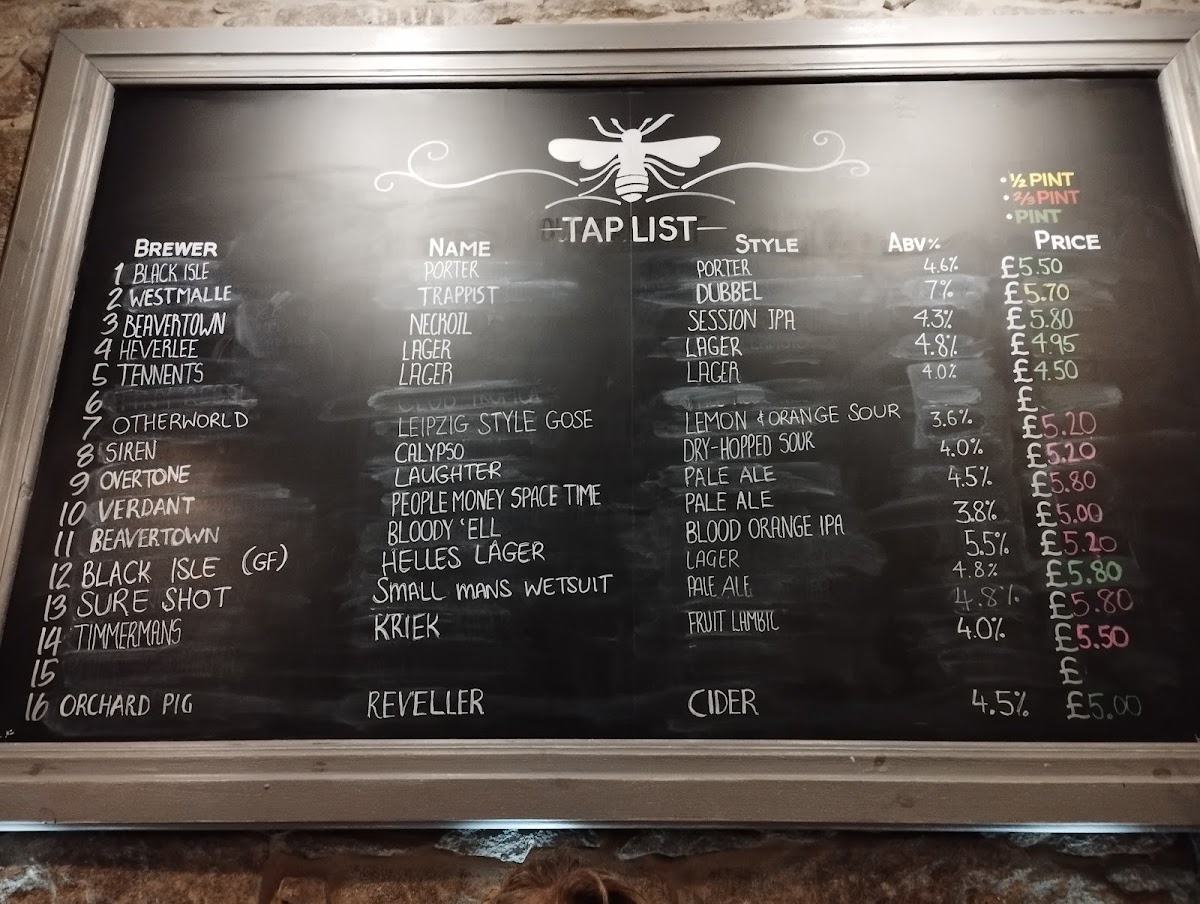 TAP LIST
• ½ PINT
• ⅔ PINT
• PINT
BREWER NAME STYLE ABV% PRICE
1 BLACK ISLE PORTER PORTER 4.6% £5.50
2 WESTMALLE TRAPPIST DUBBEL 7% £5.70
3 BEAVERTOWN NECKOIL SESSION IPA 4.3% £5.80
4 HEVERLEE LAGER LAGER 4.8% £4.95
5 TENNENTS LAGER LAGER 4.0% £4.50
6 £
7 OTHERWORLD LEIPZIG STYLE GOSE LEMON & ORANGE SOUR 3.6% £5.20
8 SIREN CALYPSO DRY-HOPPED SOUR 4.0% £5.20
9 OVERTONE LAUGHTER PALE ALE 4.5% £5.80
10 VERDANT PEOPLE MONEY SPACE TIME PALE ALE 3.8% £5.00
11 BEAVERTOWN BLOODY 'ELL BLOOD ORANGE IPA 5.5% £5.20
12 BLACK ISLE (GF) HELLES LAGER LAGER 4.8% £5.80
13 SURE SHOT SMALL MANS WETSUIT PALE ALE 4.8% £5.80
14 TIMMERMANS KRIEK FRUIT LAMBIC 4.0% £5.50
15 £
16 ORCHARD PIG REVELLER CIDER 4.5% £5.00